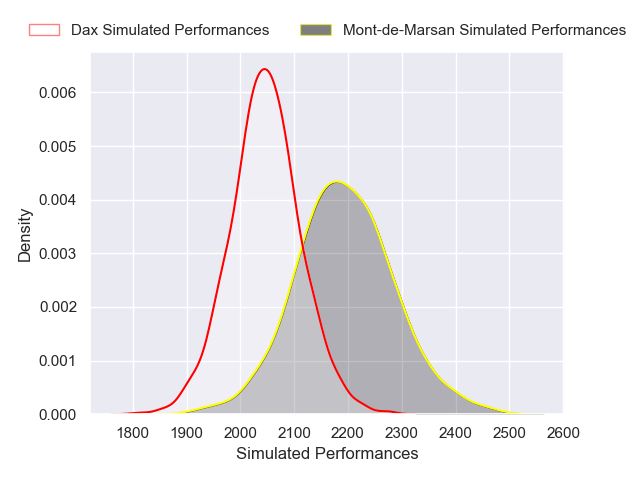 Dax Simulated Performances
Mont-de-Marsan Simulated Performances
Density
0.006
0.005
0.004
0.003
0.002
0.001
0.000
1800 1900 2000 2100 2200 2300 2400 2500 2600
Simulated Performances